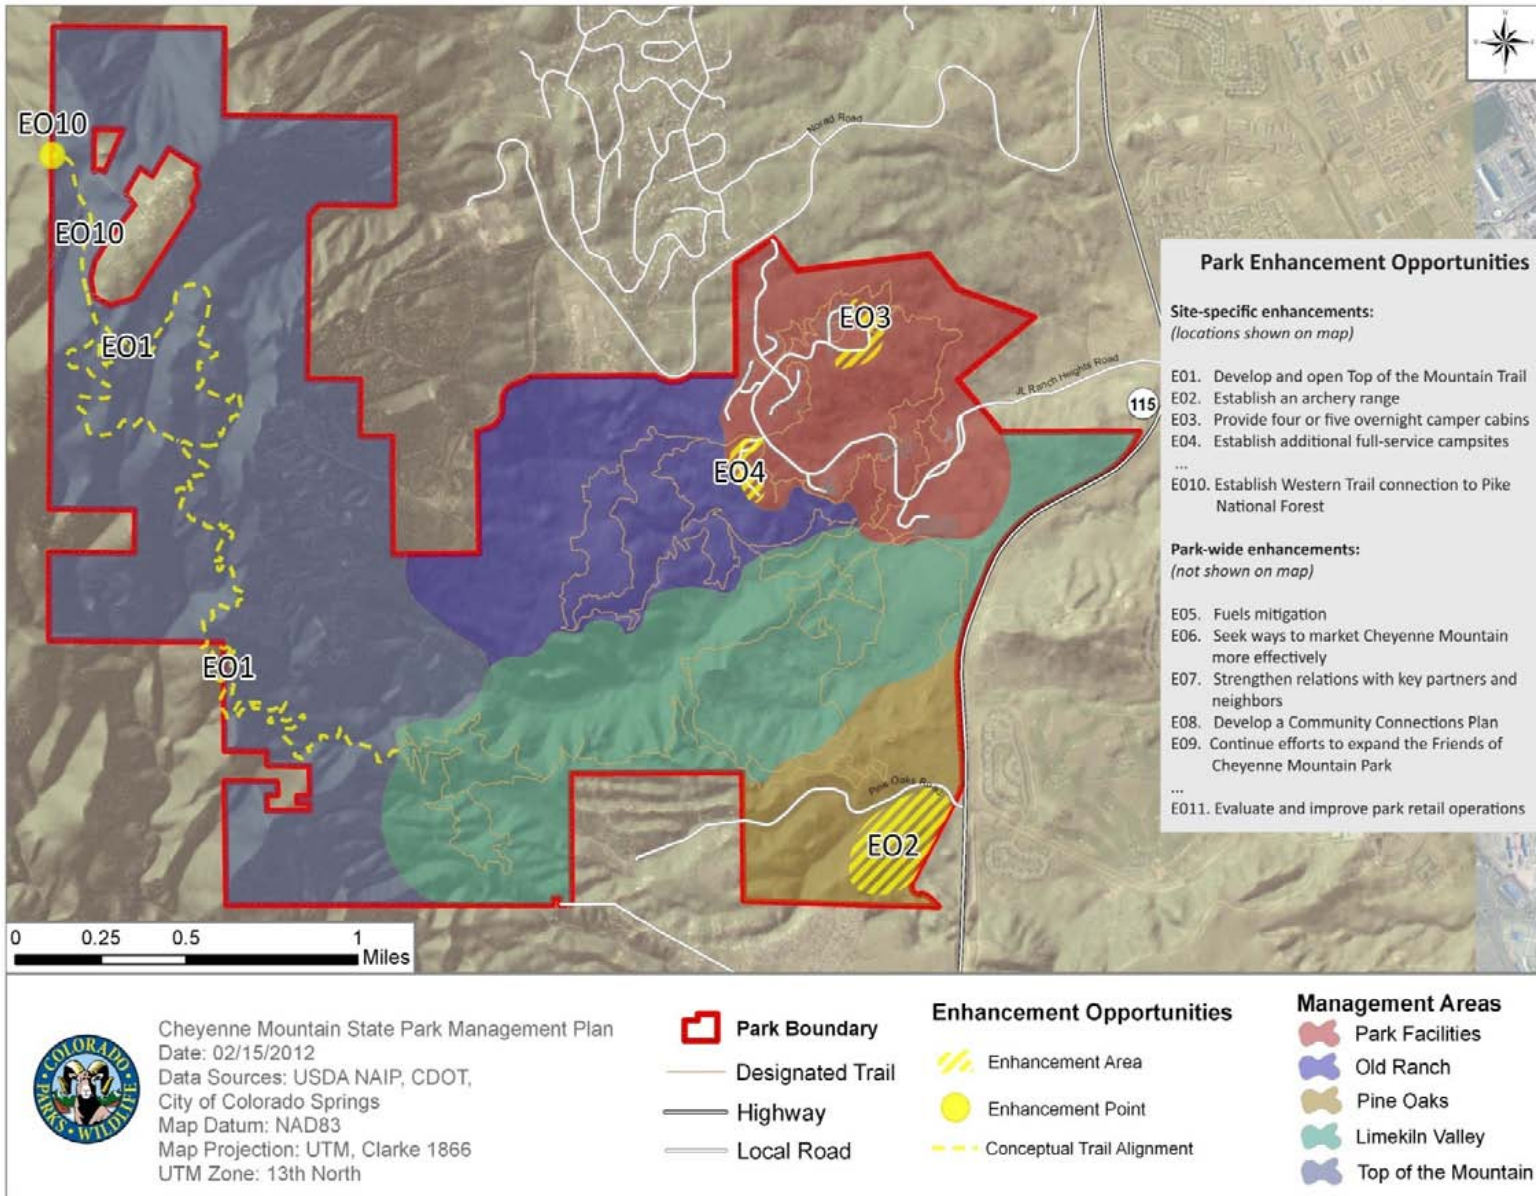 EO10
EO10
EO1
EO1
EO3
EO4
EO2
Norad Road
JL Ranch Heights Road
115
Pine Oaks Road
N
Park Enhancement Opportunities
Site-specific enhancements:
(locations shown on map)
E01. Develop and open Top of the Mountain Trail
E02. Establish an archery range
E03. Provide four or five overnight camper cabins
E04. Establish additional full-service campsites
...
E010. Establish Western Trail connection to Pike
National Forest
Park-wide enhancements:
(not shown on map)
E05. Fuels mitigation
E06. Seek ways to market Cheyenne Mountain
more effectively
E07. Strengthen relations with key partners and
neighbors
E08. Develop a Community Connections Plan
E09. Continue efforts to expand the Friends of
Cheyenne Mountain Park
...
E011. Evaluate and improve park retail operations
0 0.25 0.5 1
Miles
COLORADO
PARKS • WILDLIFE
Cheyenne Mountain State Park Management Plan
Date: 02/15/2012
Data Sources: USDA NAIP, CDOT,
City of Colorado Springs
Map Datum: NAD83
Map Projection: UTM, Clarke 1866
UTM Zone: 13th North
Park Boundary
Designated Trail
Highway
Local Road
Enhancement Opportunities
Enhancement Area
Enhancement Point
Conceptual Trail Alignment
Management Areas
Park Facilities
Old Ranch
Pine Oaks
Limekiln Valley
Top of the Mountain